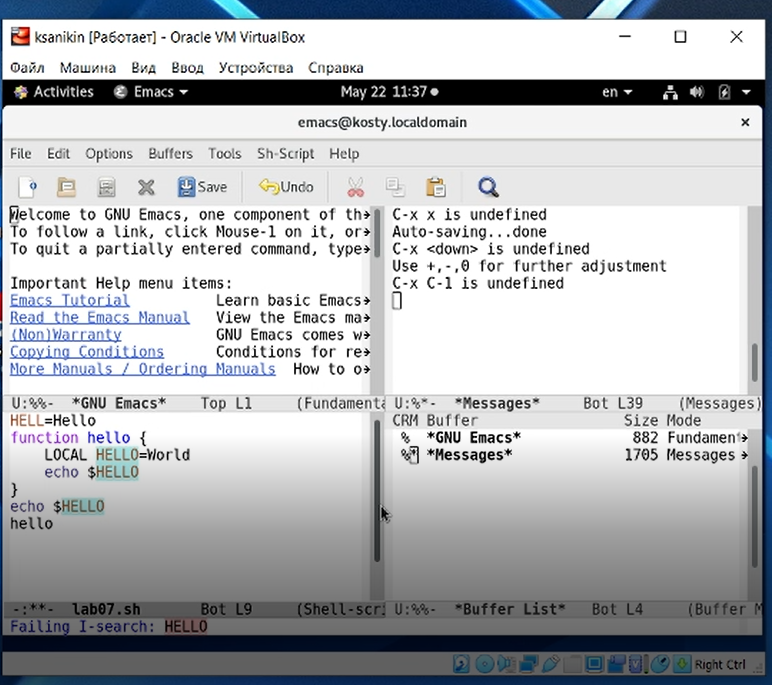 ksanikin [Работает] - Oracle VM VirtualBox
Файл Машина Вид Ввод Устройства Справка
Activities Emacs May 22 11:37 en
emacs@kosty.localdomain
File Edit Options Buffers Tools Sh-Script Help
Save Undo
Welcome to GNU Emacs, one component of th
To follow a link, click Mouse-1 on it, or
To quit a partially entered command, type
Important Help menu items:
Emacs Tutorial Learn basic Emacs
Read the Emacs Manual View the Emacs ma
(Non)Warranty GNU Emacs comes w
Copying Conditions Conditions for re
More Manuals / Ordering Manuals How to o
U:%%- *GNU Emacs* Top L1 (Fundamenta
C-x x is undefined
Auto-saving...done
C-x <down> is undefined
Use +,-,0 for further adjustment
C-x C-1 is undefined
U:%*- *Messages* Bot L39 (Messages)
HELL=Hello
function hello {
LOCAL HELLO=World
echo $HELLO
}
echo $HELLO
hello
-:**- lab07.sh Bot L9 (Shell-scri
CRM Buffer Size Mode
% *GNU Emacs* 882 Fundamen
%* *Messages* 1705 Messages
U:%%- *Buffer List* Bot L4 (Buffer M
Failing I-search: HELLO
Right Ctrl